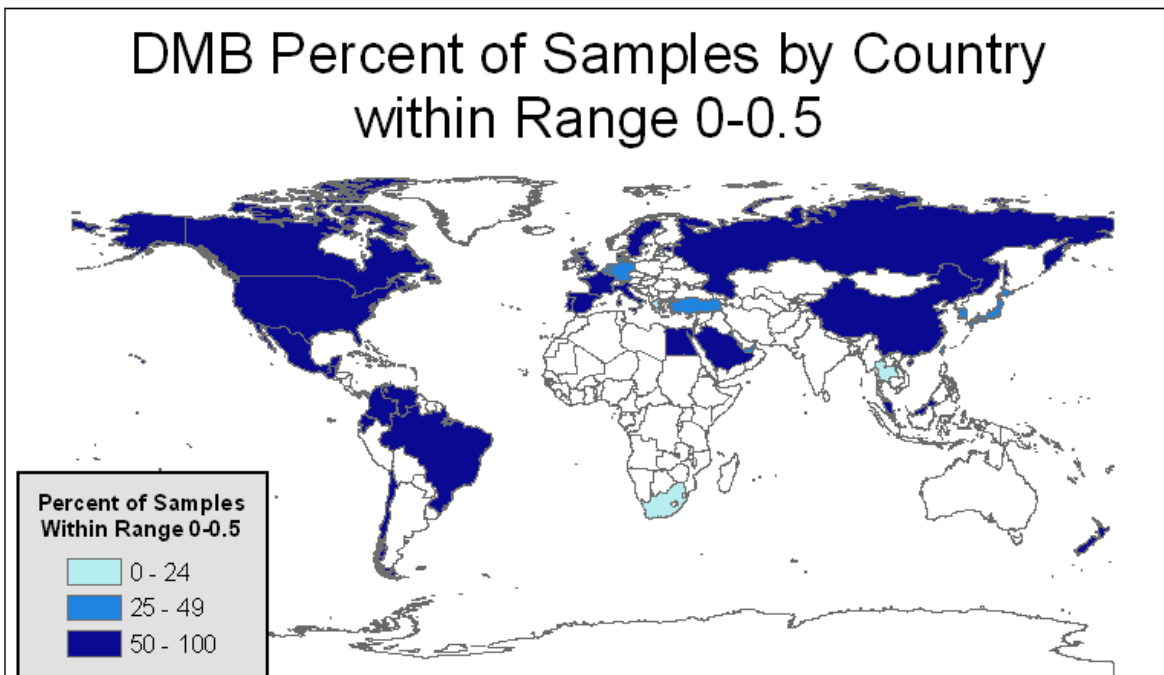 DMB Percent of Samples by Country
within Range 0-0.5
Percent of Samples
Within Range 0-0.5
0 - 24
25 - 49
50 - 100